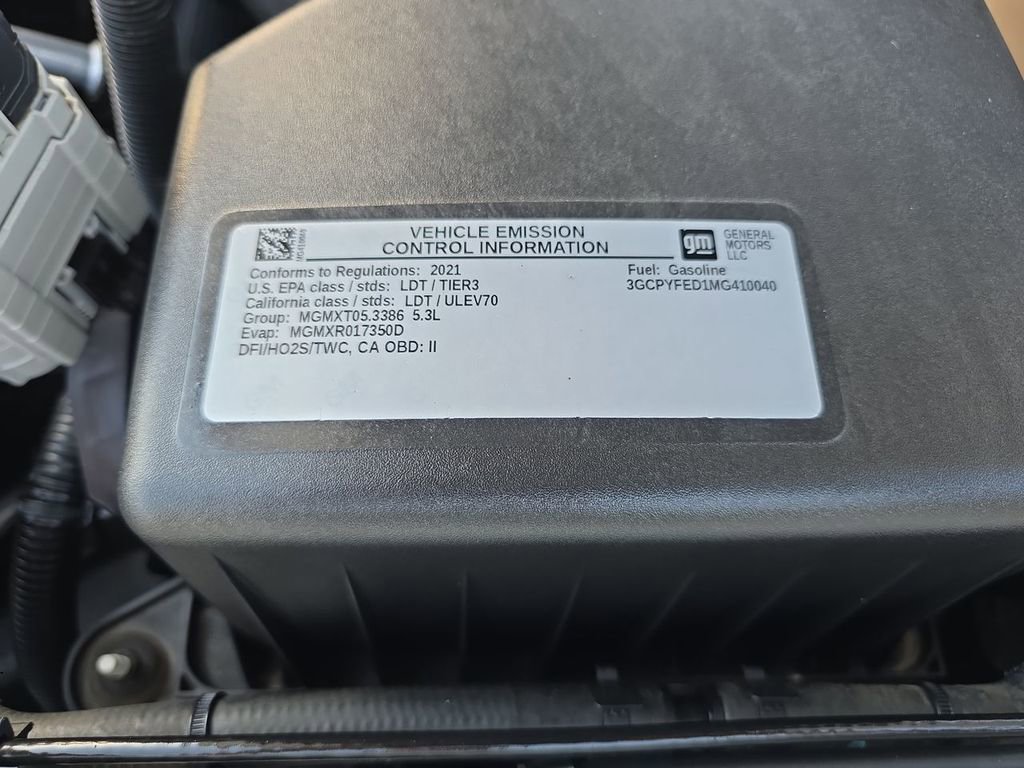 VEHICLE EMISSION
CONTROL INFORMATION
gm
GENERAL
MOTORS
LLC
Conforms to Regulations: 2021
U.S. EPA class / stds: LDT / TIER3
California class / stds: LDT / ULEV70
Group: MGMXT05.3386 5.3L
Evap: MGMXR017350D
DFI/HO2S/TWC, CA OBD: II
Fuel: Gasoline
3GCPYFED1MG410040